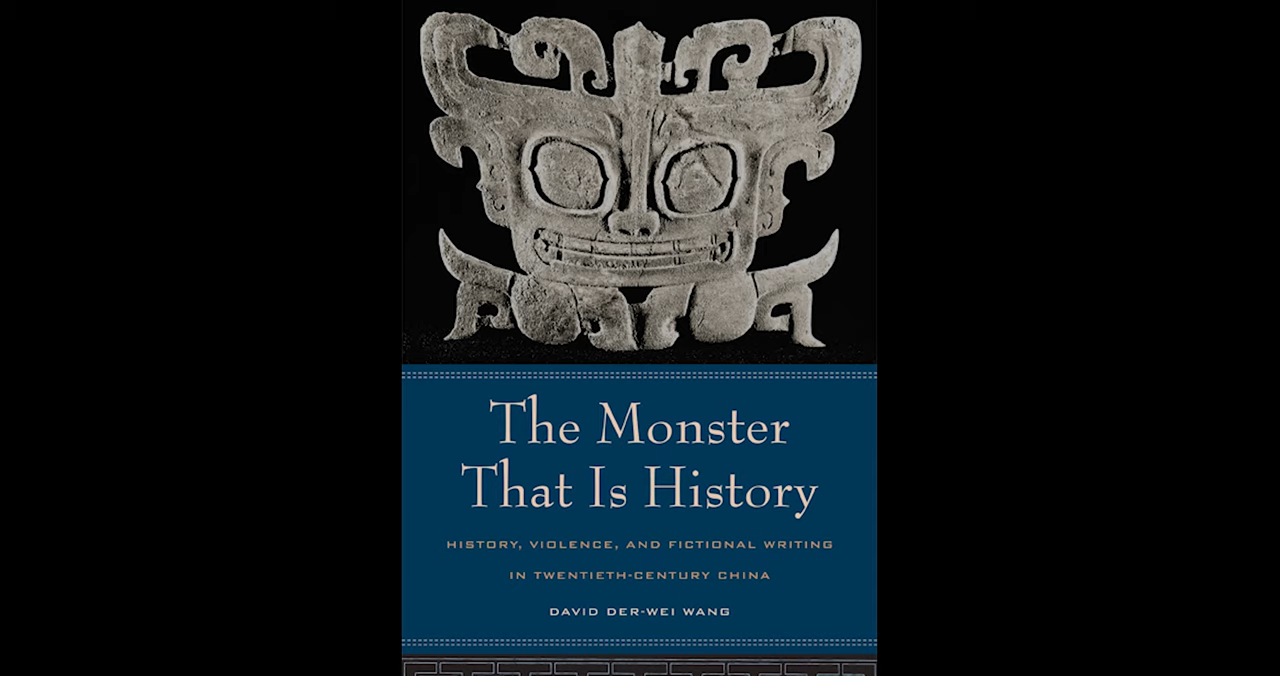 The Monster
That Is History
HISTORY, VIOLENCE, AND FICTIONAL WRITING
IN TWENTIETH-CENTURY CHINA
DAVID DER-WEI WANG